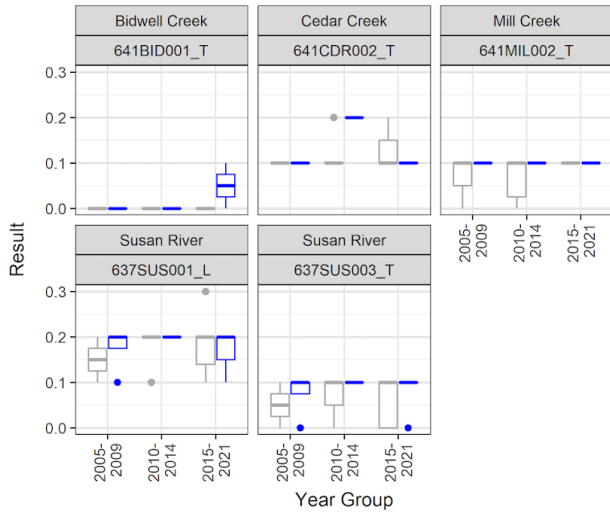 Bidwell Creek
Cedar Creek
Mill Creek
641BID001_T
641CDR002_T
641MIL002_T
0.3
0.2
0.1
0.0
2005-
2009
2010-
2014
2015-
2021
Susan River
Susan River
637SUS001_L
637SUS003_T
0.3
0.2
0.1
0.0
2005-
2009
2010-
2014
2015-
2021
2005-
2009
2010-
2014
2015-
2021
Result
Year Group